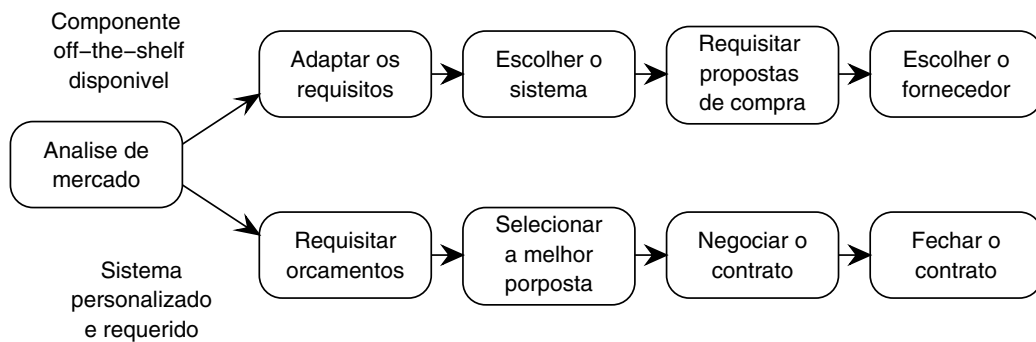 Componente
off−the−shelf
disponivel
Adaptar os
requisitos
Escolher o
sistema
Requisitar
propostas
de compra
Escolher o
fornecedor
Analise de
mercado
Requisitar
orcamentos
Selecionar
a melhor
porposta
Negociar o
contrato
Fechar o
contrato
Sistema
personalizado
e requerido